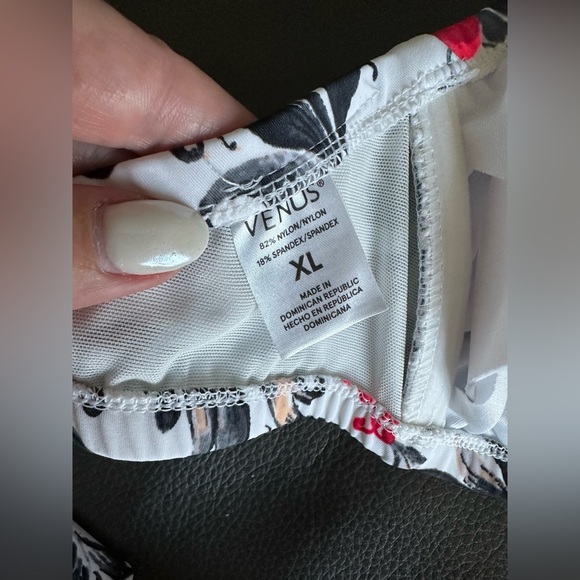 VENUS®
82% NYLON/NYLON
18% SPANDEX/SPANDEX
XL
MADE IN
DOMINICAN REPUBLIC
HECHO EN REPÚBLICA
DOMINICANA